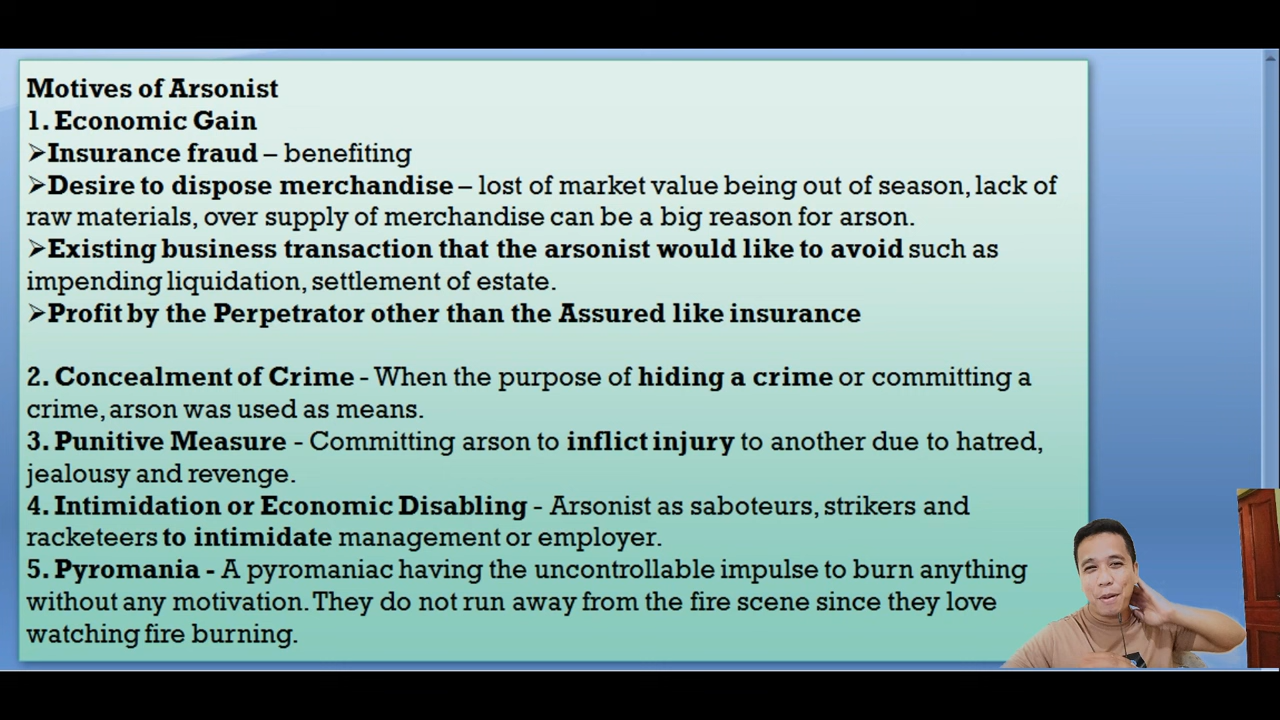 Motives of Arsonist
1. Economic Gain
➢Insurance fraud – benefiting
➢Desire to dispose merchandise – lost of market value being out of season, lack of
raw materials, over supply of merchandise can be a big reason for arson.
➢Existing business transaction that the arsonist would like to avoid such as
impending liquidation, settlement of estate.
➢Profit by the Perpetrator other than the Assured like insurance
2. Concealment of Crime - When the purpose of hiding a crime or committing a
crime, arson was used as means.
3. Punitive Measure - Committing arson to inflict injury to another due to hatred,
jealousy and revenge.
4. Intimidation or Economic Disabling - Arsonist as saboteurs, strikers and
racketeers to intimidate management or employer.
5. Pyromania - A pyromaniac having the uncontrollable impulse to burn anything
without any motivation. They do not run away from the fire scene since they love
watching fire burning.